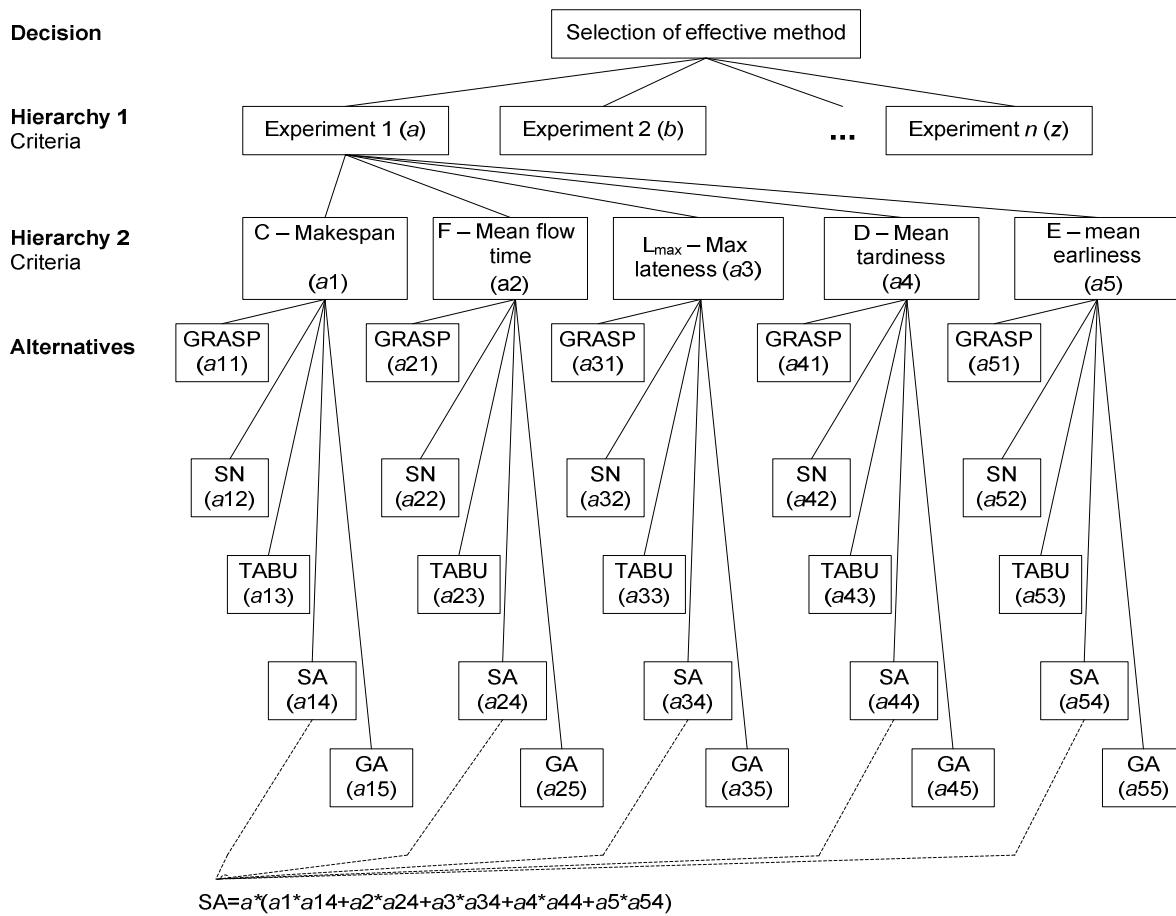 Decision
Selection of effective method
Hierarchy 1
Criteria
Experiment 1 (a)
Experiment 2 (b)
...
Experiment n (z)
Hierarchy 2
Criteria
C – Makespan
(a1)
F – Mean flow
time
(a2)
Lmax – Max
lateness (a3)
D – Mean
tardiness
(a4)
E – mean
earliness
(a5)
Alternatives
GRASP
(a11)
GRASP
(a21)
GRASP
(a31)
GRASP
(a41)
GRASP
(a51)
SN
(a12)
SN
(a22)
SN
(a32)
SN
(a42)
SN
(a52)
TABU
(a13)
TABU
(a23)
TABU
(a33)
TABU
(a43)
TABU
(a53)
SA
(a14)
SA
(a24)
SA
(a34)
SA
(a44)
SA
(a54)
GA
(a15)
GA
(a25)
GA
(a35)
GA
(a45)
GA
(a55)
SA=a*(a1*a14+a2*a24+a3*a34+a4*a44+a5*a54)